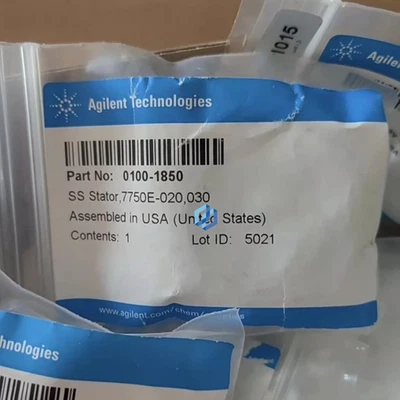 1015
Agilent Technologies
Part No: 0100-1850
SS Stator,7750E-020,030
Assembled in USA (United States)
Contents: 1 Lot ID: 5021
www.agilent.com/chem/
Technologies